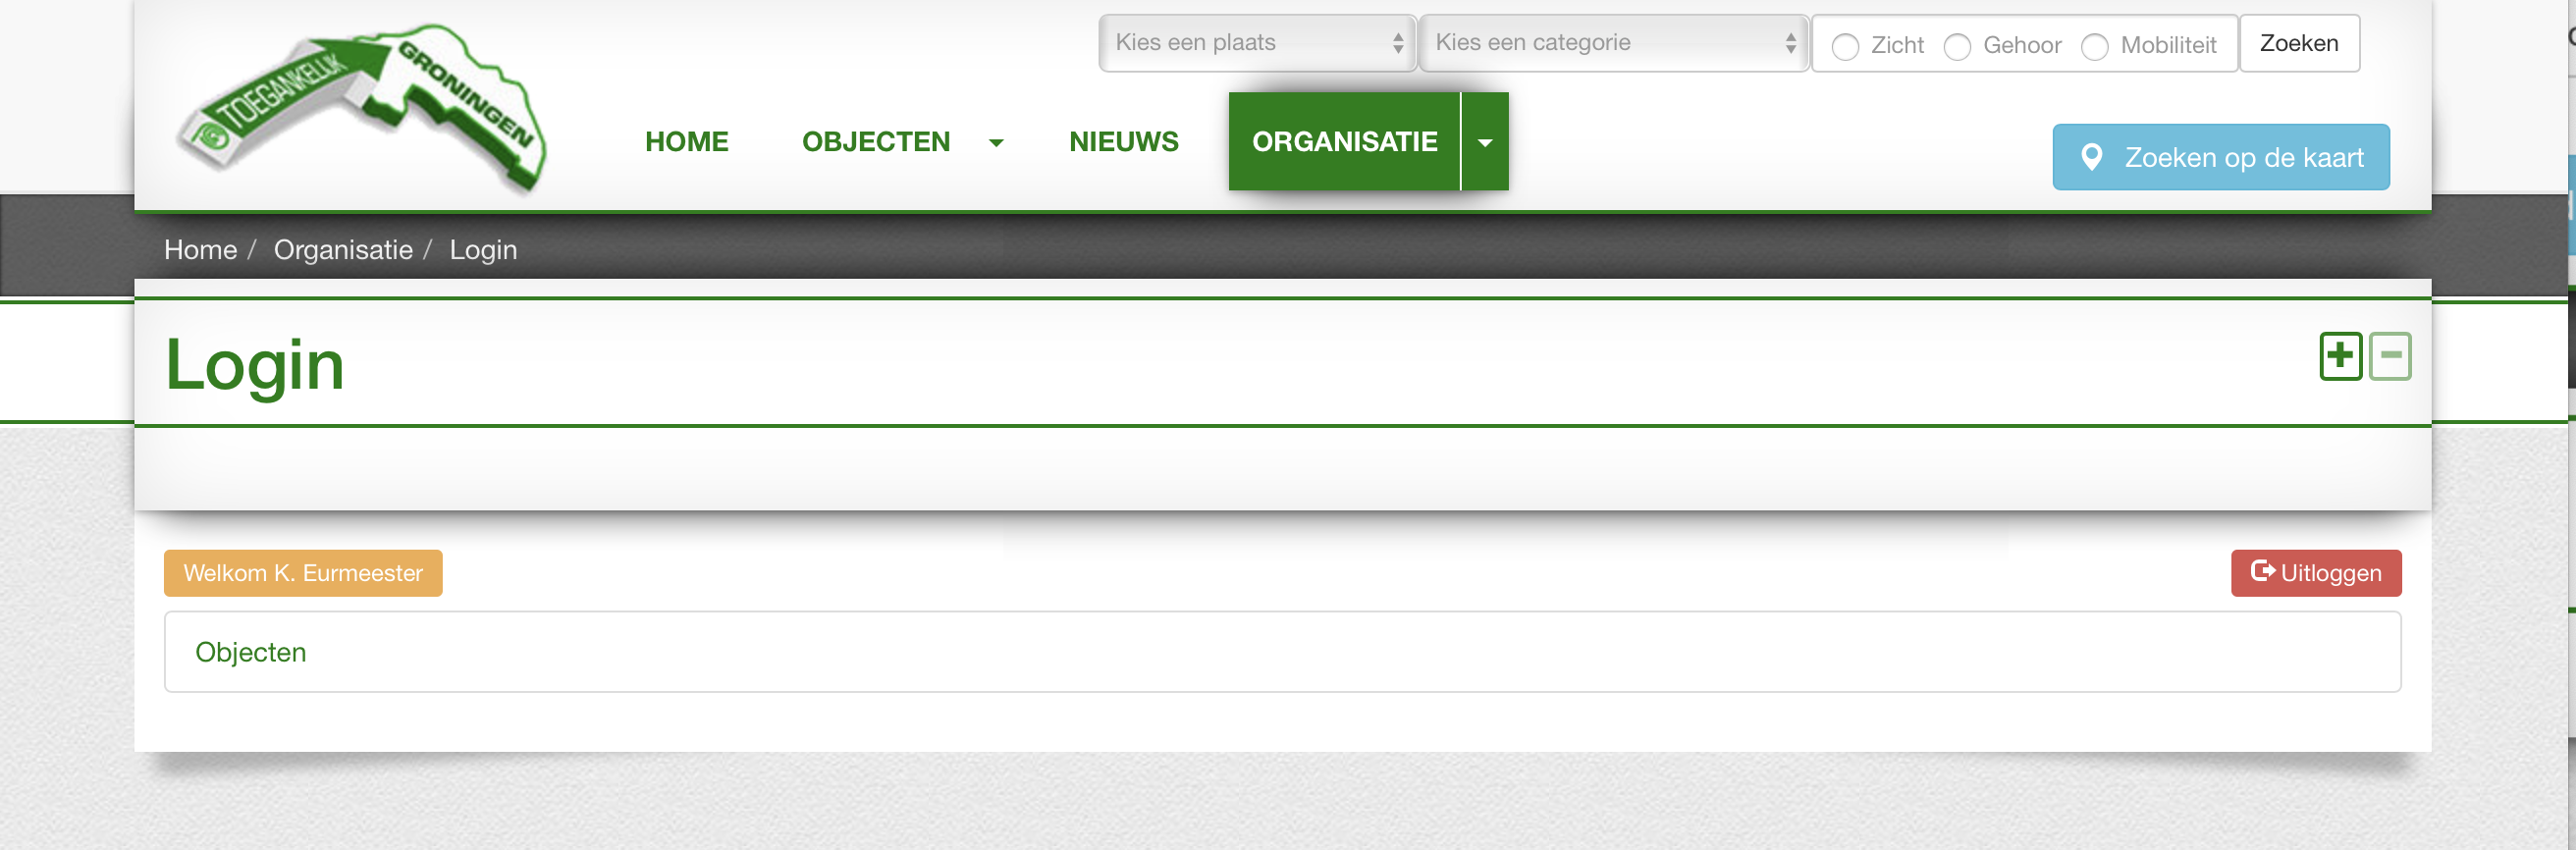 TOEGANKELIJK
GRONINGEN
Kies een plaats
Kies een categorie
Zicht
Gehoor
Mobiliteit
Zoeken
HOME
OBJECTEN
NIEUWS
ORGANISATIE
Zoeken op de kaart
Home / Organisatie / Login
Login
Welkom K. Eurmeester
Uitloggen
Objecten